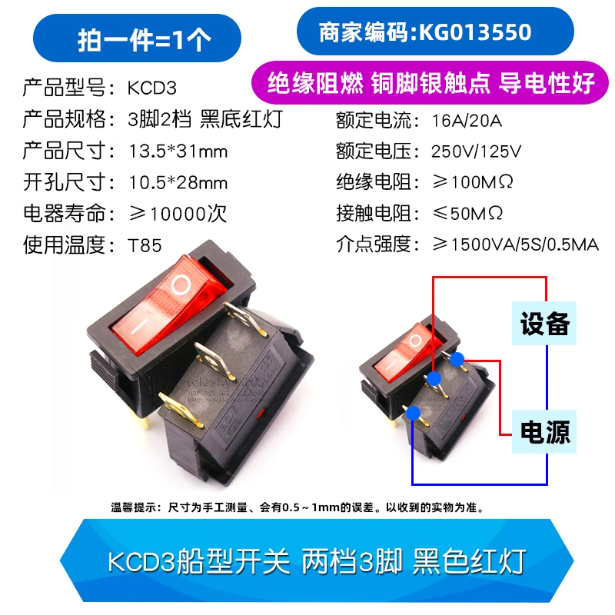 拍一件=1个
商家编码:KG013550
绝缘阻燃 铜脚银触点 导电性好
产品型号: KCD3
产品规格: 3脚2档 黑底红灯
产品尺寸: 13.5*31mm
开孔尺寸: 10.5*28mm
电器寿命: ≥10000次
使用温度: T85
额定电流: 16A/20A
额定电压: 250V/125V
绝缘电阻: ≥100MΩ
接触电阻: ≤50MΩ
介点强度: ≥1500VA/5S/0.5MA
设备
电源
温馨提示: 尺寸为手工测量、会有0.5~1mm的误差。以收到的实物为准。
KCD3船型开关 两档3脚 黑色红灯